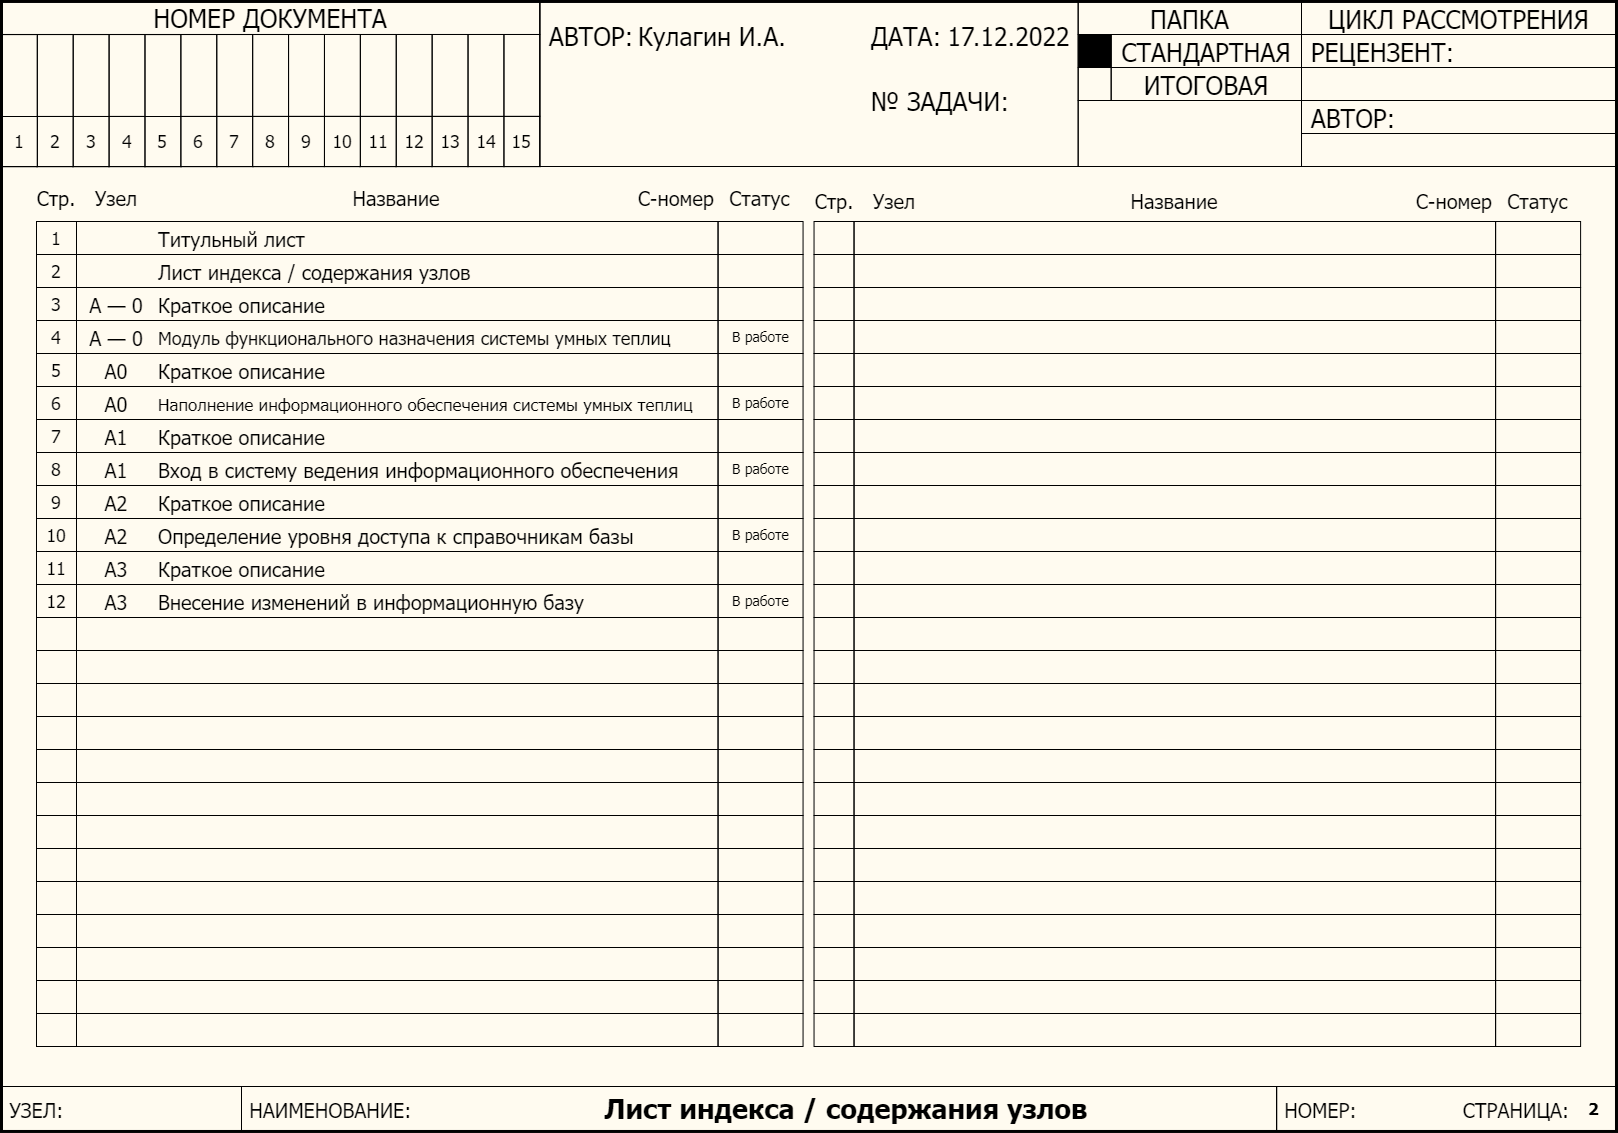 НОМЕР ДОКУМЕНТА
1 2 3 4 5 6 7 8 9 10 11 12 13 14 15
АВТОР: Кулагин И.А. ДАТА: 17.12.2022
№ ЗАДАЧИ:
ПАПКА
СТАНДАРТНАЯ
ИТОГОВАЯ
ЦИКЛ РАССМОТРЕНИЯ
РЕЦЕНЗЕНТ:
АВТОР:
Стр. Узел Название С-номер Статус
1 Титульный лист
2 Лист индекса / содержания узлов
3 А — 0 Краткое описание
4 А — 0 Модуль функционального назначения системы умных теплиц В работе
5 А0 Краткое описание
6 А0 Наполнение информационного обеспечения системы умных теплиц В работе
7 А1 Краткое описание
8 А1 Вход в систему ведения информационного обеспечения В работе
9 А2 Краткое описание
10 А2 Определение уровня доступа к справочникам базы В работе
11 А3 Краткое описание
12 А3 Внесение изменений в информационную базу В работе
Стр. Узел Название С-номер Статус
УЗЕЛ: НАИМЕНОВАНИЕ: Лист индекса / содержания узлов НОМЕР: СТРАНИЦА: 2